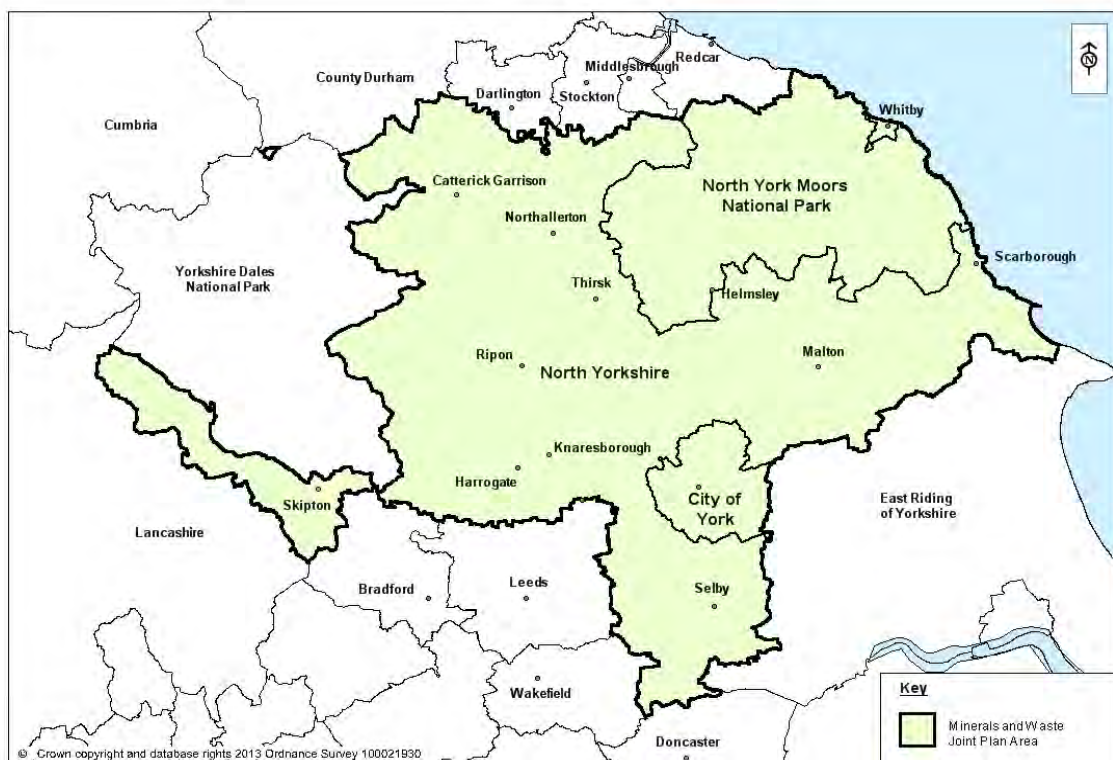 Redcar
Middlesbrough
County Durham
Darlington
Stockton
Whitby
Cumbria
Catterick Garrison
North York Moors
National Park
Northallerton
Scarborough
Yorkshire Dales
National Park
Thirsk
Helmsley
Ripon
North Yorkshire
Malton
Knaresborough
Harrogate
Skipton
City of
York
East Riding
of Yorkshire
Lancashire
Bradford
Leeds
Selby
Wakefield
Doncaster
N
Key
Minerals and Waste
Joint Plan Area
© Crown copyright and database rights 2013 Ordnance Survey 100021930